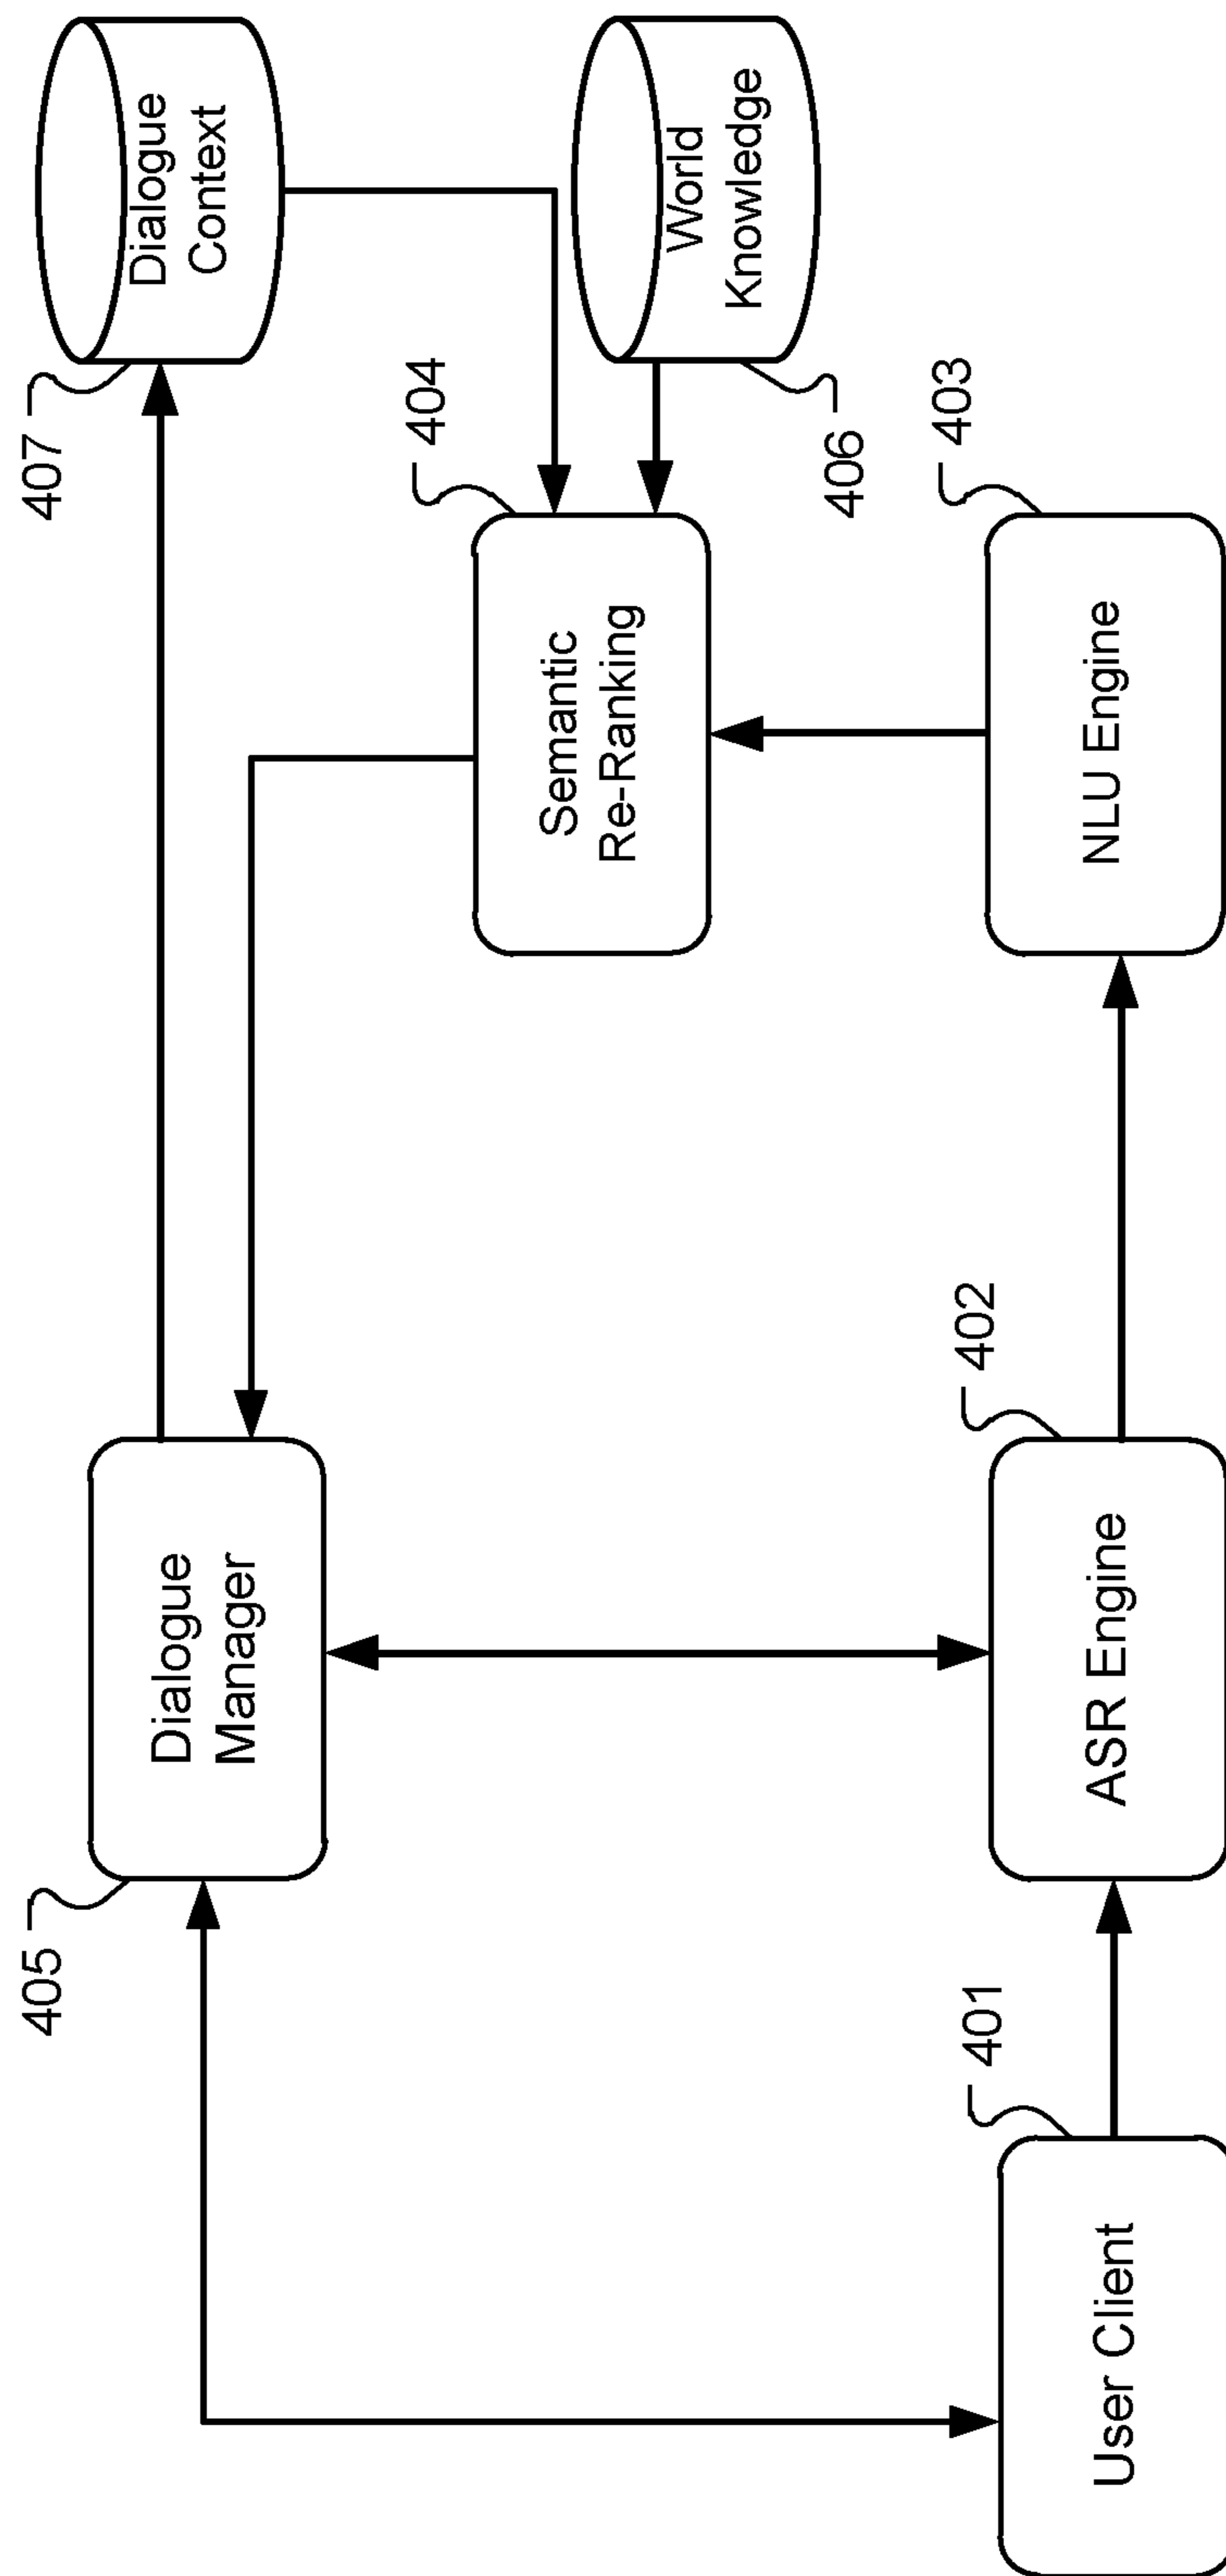 407
Dialogue
Context
404
Semantic
Re-Ranking
World
Knowledge
406
403
NLU Engine
405
Dialogue
Manager
402
ASR Engine
401
User Client